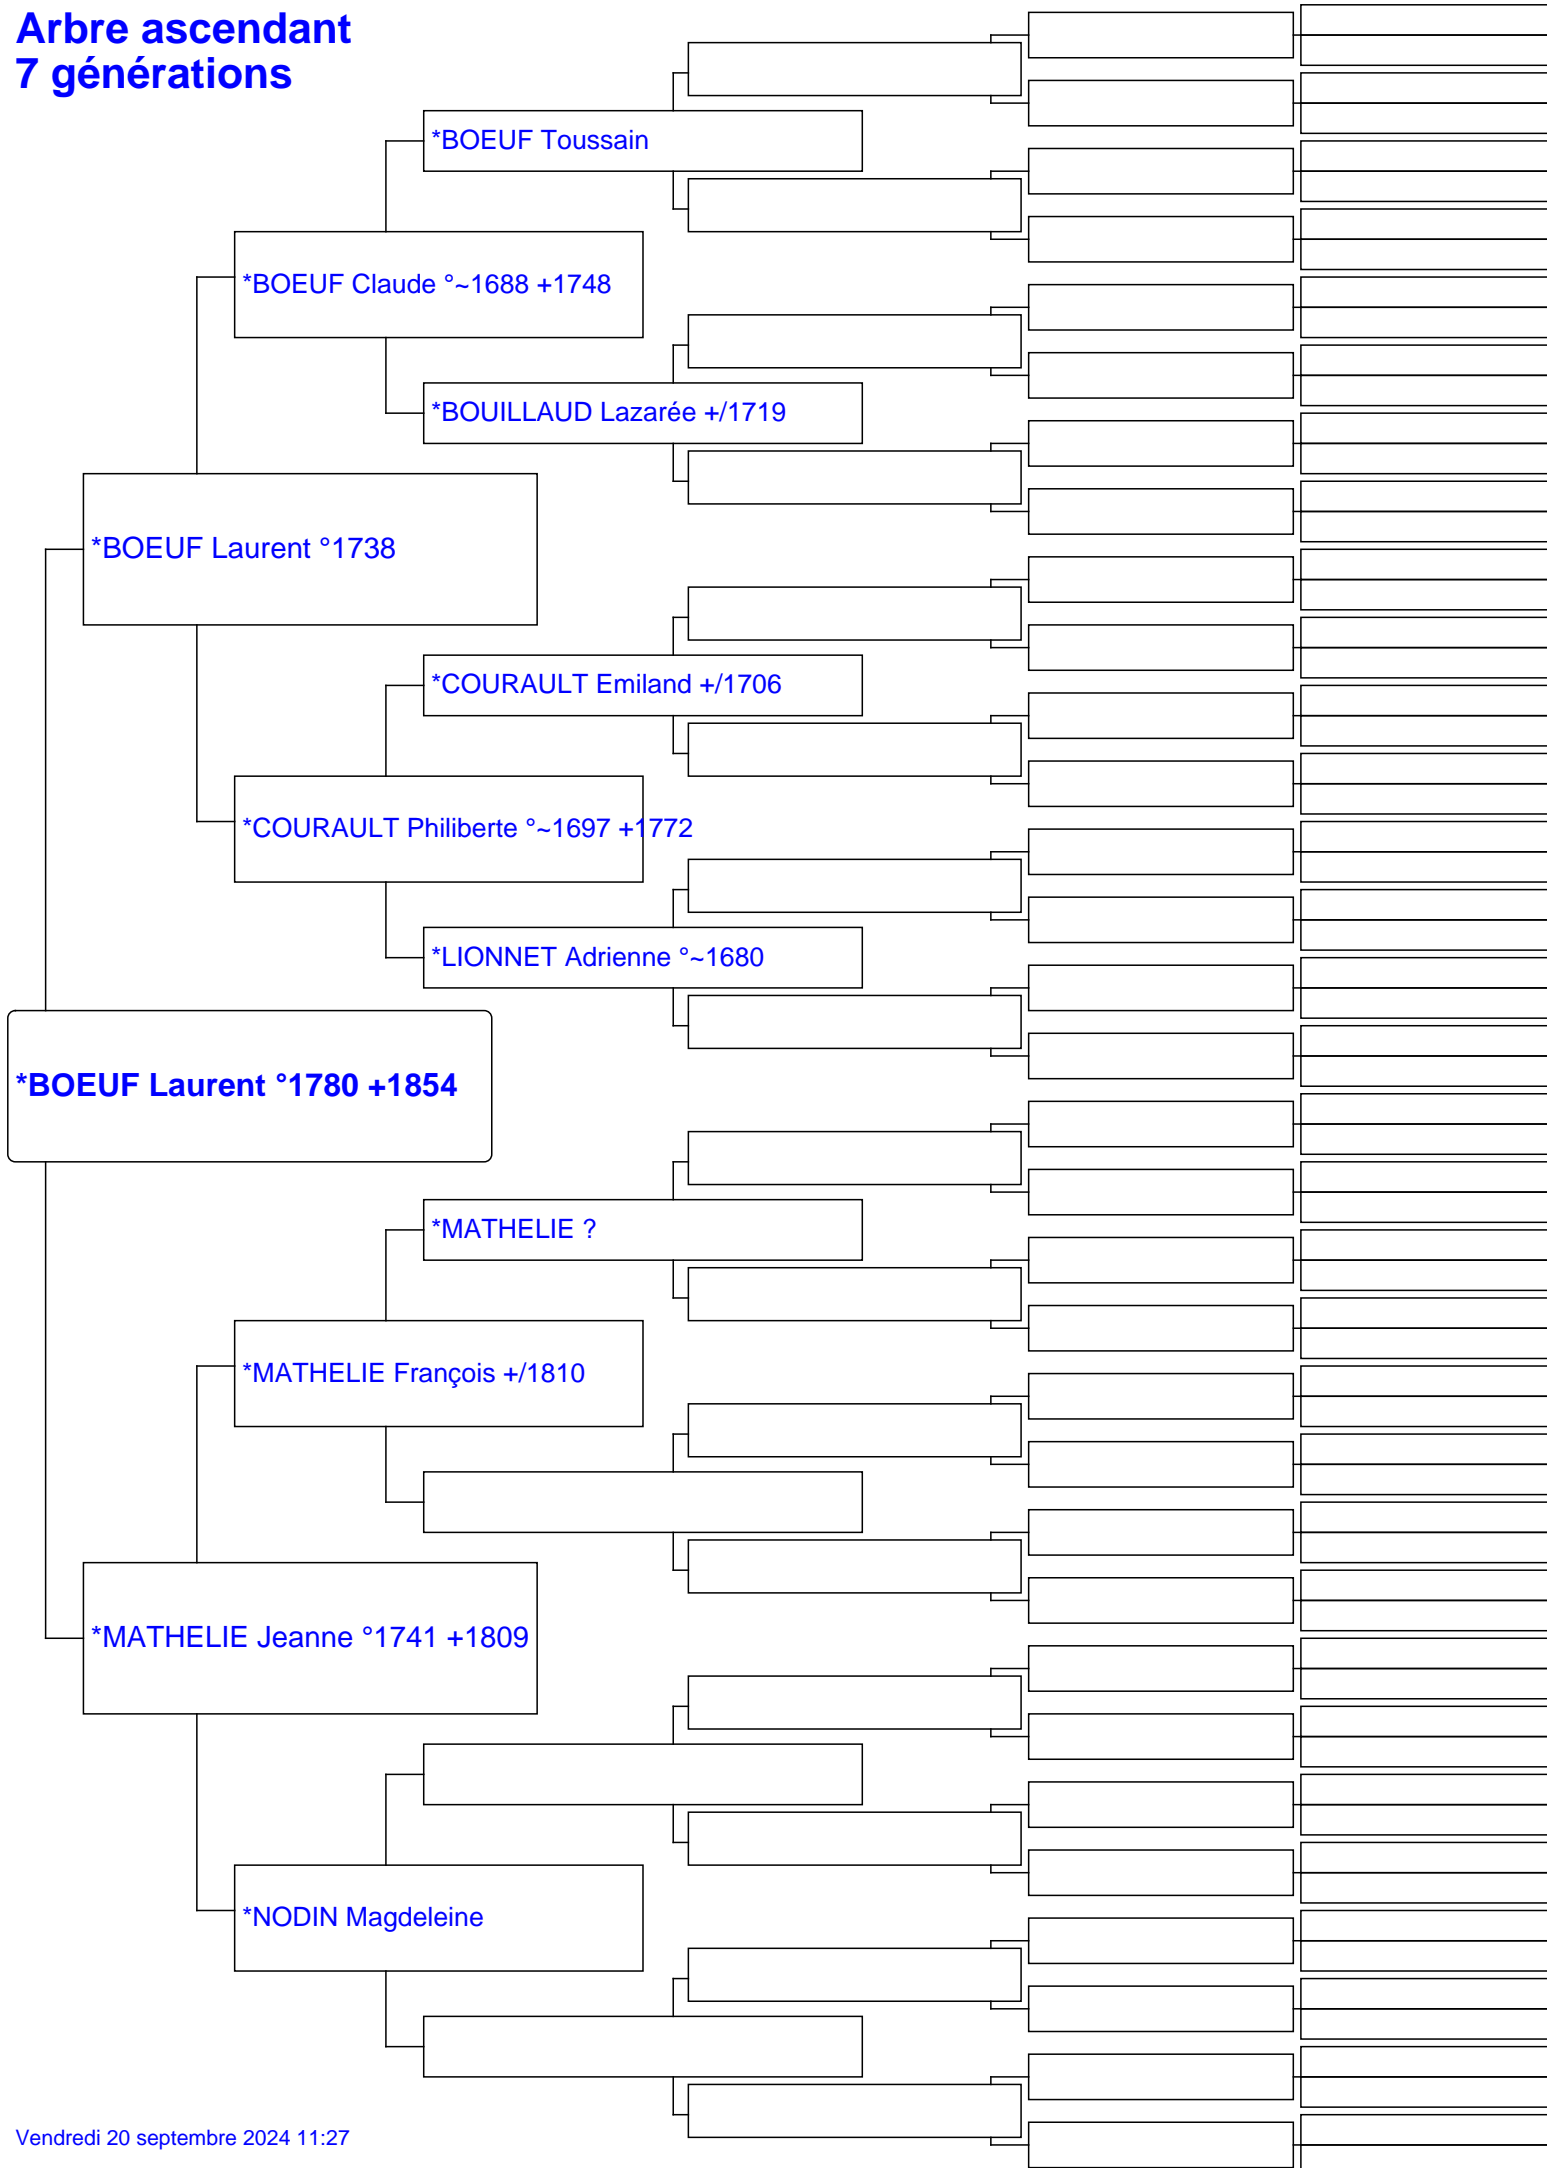 Arbre ascendant
7 générations
*BOEUF Toussain
*BOEUF Claude °~1688 +1748
*BOUILLAUD Lazarée +/1719
*BOEUF Laurent °1738
*COURAULT Emiland +/1706
*COURAULT Philiberte °~1697 +1772
*LIONNET Adrienne °~1680
*BOEUF Laurent °1780 +1854
*MATHELIE ?
*MATHELIE François +/1810
*MATHELIE Jeanne °1741 +1809
*NODIN Magdeleine
Vendredi 20 septembre 2024 11:27